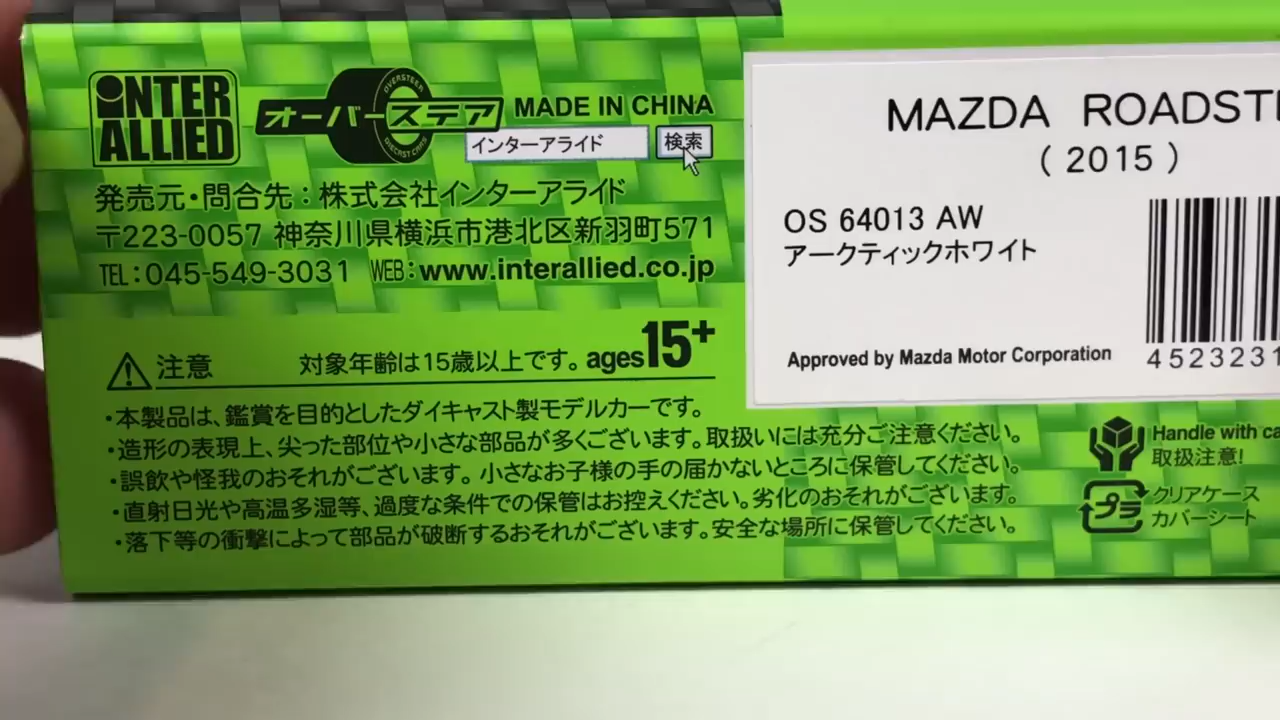 INTER
ALLIED
オーバーステア
OVERSTEER
DIECAST CARS
MADE IN CHINA
インターアライド 検索
発売元・問合先：株式会社インターアライド
〒223-0057 神奈川県横浜市港北区新羽町571
TEL：045-549-3031 WEB：www.interallied.co.jp
注意 対象年齢は15歳以上です。ages15+
・本製品は、鑑賞を目的としたダイキャスト製モデルカーです。
・造形の表現上、尖った部位や小さな部品が多くございます。取扱いには充分ご注意ください。
・誤飲や怪我のおそれがございます。小さなお子様の手の届かないところに保管してください。
・直射日光や高温多湿等、過度な条件での保管はお控えください。劣化のおそれがございます。
・落下等の衝撃によって部品が破断するおそれがございます。安全な場所に保管してください。
MAZDA ROADST
( 2015 )
OS 64013 AW
アークティックホワイト
Approved by Mazda Motor Corporation
4523231
Handle with ca
取扱注意!
プラ
クリアケース
カバーシート